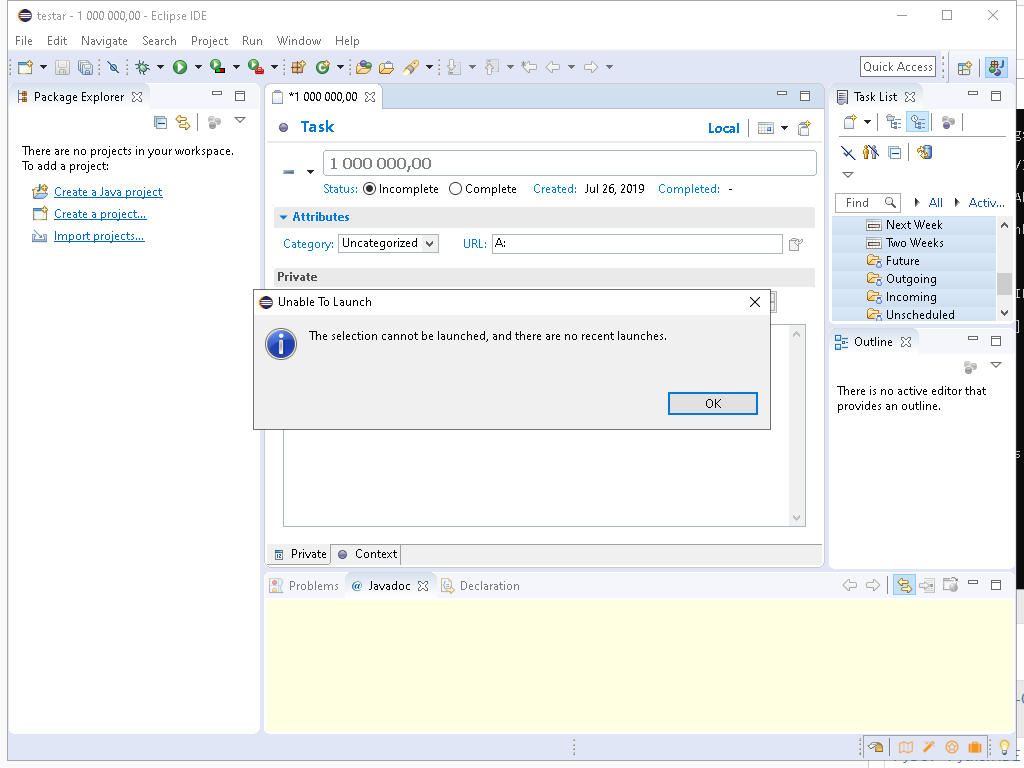 testar - 1 000 000,00 - Eclipse IDE
File Edit Navigate Search Project Run Window Help
Quick Access
Package Explorer
There are no projects in your workspace.
To add a project:
Create a Java project
Create a project...
Import projects...
*1 000 000,00
Task
Local
1 000 000,00
Status: Incomplete Complete Created: Jul 26, 2019 Completed: -
Attributes
Category: Uncategorized URL: A:
Private
Unable To Launch
The selection cannot be launched, and there are no recent launches.
OK
Private Context
Task List
Find All Activ...
Next Week
Two Weeks
Future
Outgoing
Incoming
Unscheduled
Outline
There is no active editor that
provides an outline.
Problems @ Javadoc Declaration